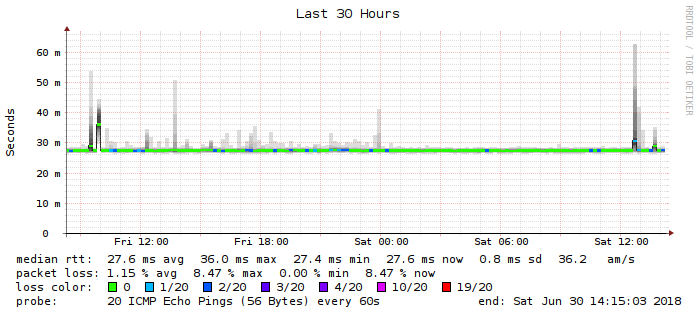 Last 30 Hours
RRDTOOL / TOBI OETIKER
Seconds
60 m
50 m
40 m
30 m
20 m
10 m
0
Fri 12:00 Fri 18:00 Sat 00:00 Sat 06:00 Sat 12:00
median rtt: 27.6 ms avg 36.0 ms max 27.4 ms min 27.6 ms now 0.8 ms sd 36.2 am/s
packet loss: 1.15 % avg 8.47 % max 0.00 % min 8.47 % now
loss color: 0 1/20 2/20 3/20 4/20 10/20 19/20
probe: 20 ICMP Echo Pings (56 Bytes) every 60s end: Sat Jun 30 14:15:03 2018